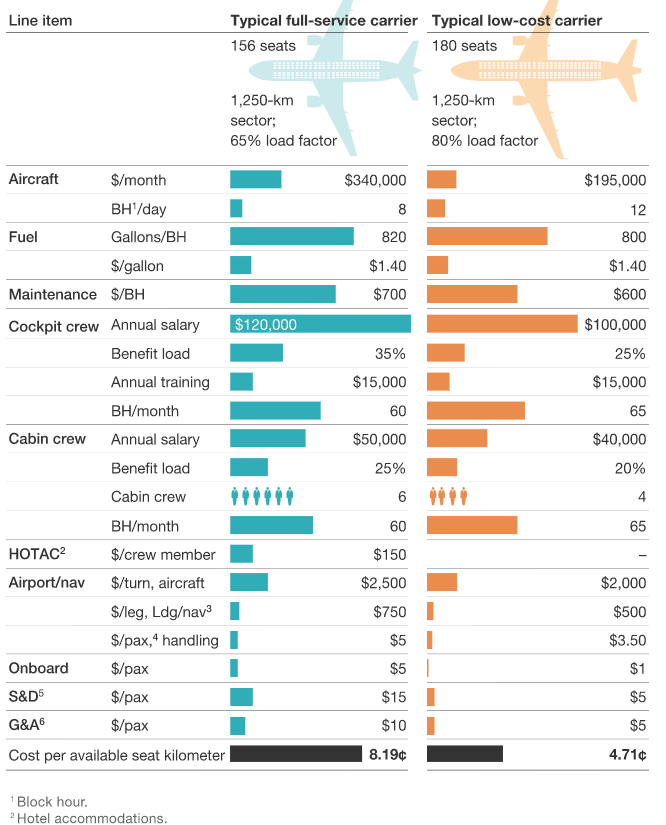 Line item Typical full-service carrier Typical low-cost carrier
156 seats 180 seats
1,250-km 1,250-km
sector; sector;
65% load factor 80% load factor
Aircraft $/month $340,000 $195,000
BH¹/day 8 12
Fuel Gallons/BH 820 800
$/gallon $1.40 $1.40
Maintenance $/BH $700 $600
Cockpit crew Annual salary $120,000 $100,000
Benefit load 35% 25%
Annual training $15,000 $15,000
BH/month 60 65
Cabin crew Annual salary $50,000 $40,000
Benefit load 25% 20%
Cabin crew 6 4
BH/month 60 65
HOTAC² $/crew member $150 –
Airport/nav $/turn, aircraft $2,500 $2,000
$/leg, Ldg/nav³ $750 $500
$/pax,⁴ handling $5 $3.50
Onboard $/pax $5 $1
S&D⁵ $/pax $15 $5
G&A⁶ $/pax $10 $5
Cost per available seat kilometer 8.19¢ 4.71¢
¹ Block hour.
² Hotel accommodations.